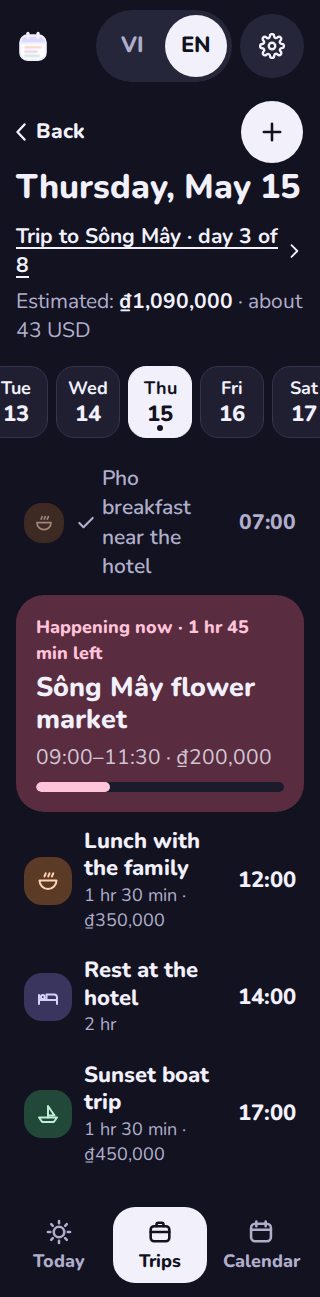 VI
EN
Back
Thursday, May 15
Trip to Sông Mây · day 3 of
8
Estimated: ₫1,090,000 · about
43 USD
Tue
13
Wed
14
Thu
15
Fri
16
Sat
17
Pho
breakfast
near the
hotel
07:00
Happening now · 1 hr 45
min left
Sông Mây flower
market
09:00–11:30 · ₫200,000
Lunch with
the family
1 hr 30 min ·
₫350,000
12:00
Rest at the
hotel
2 hr
14:00
Sunset boat
trip
1 hr 30 min ·
₫450,000
17:00
Today
Trips
Calendar